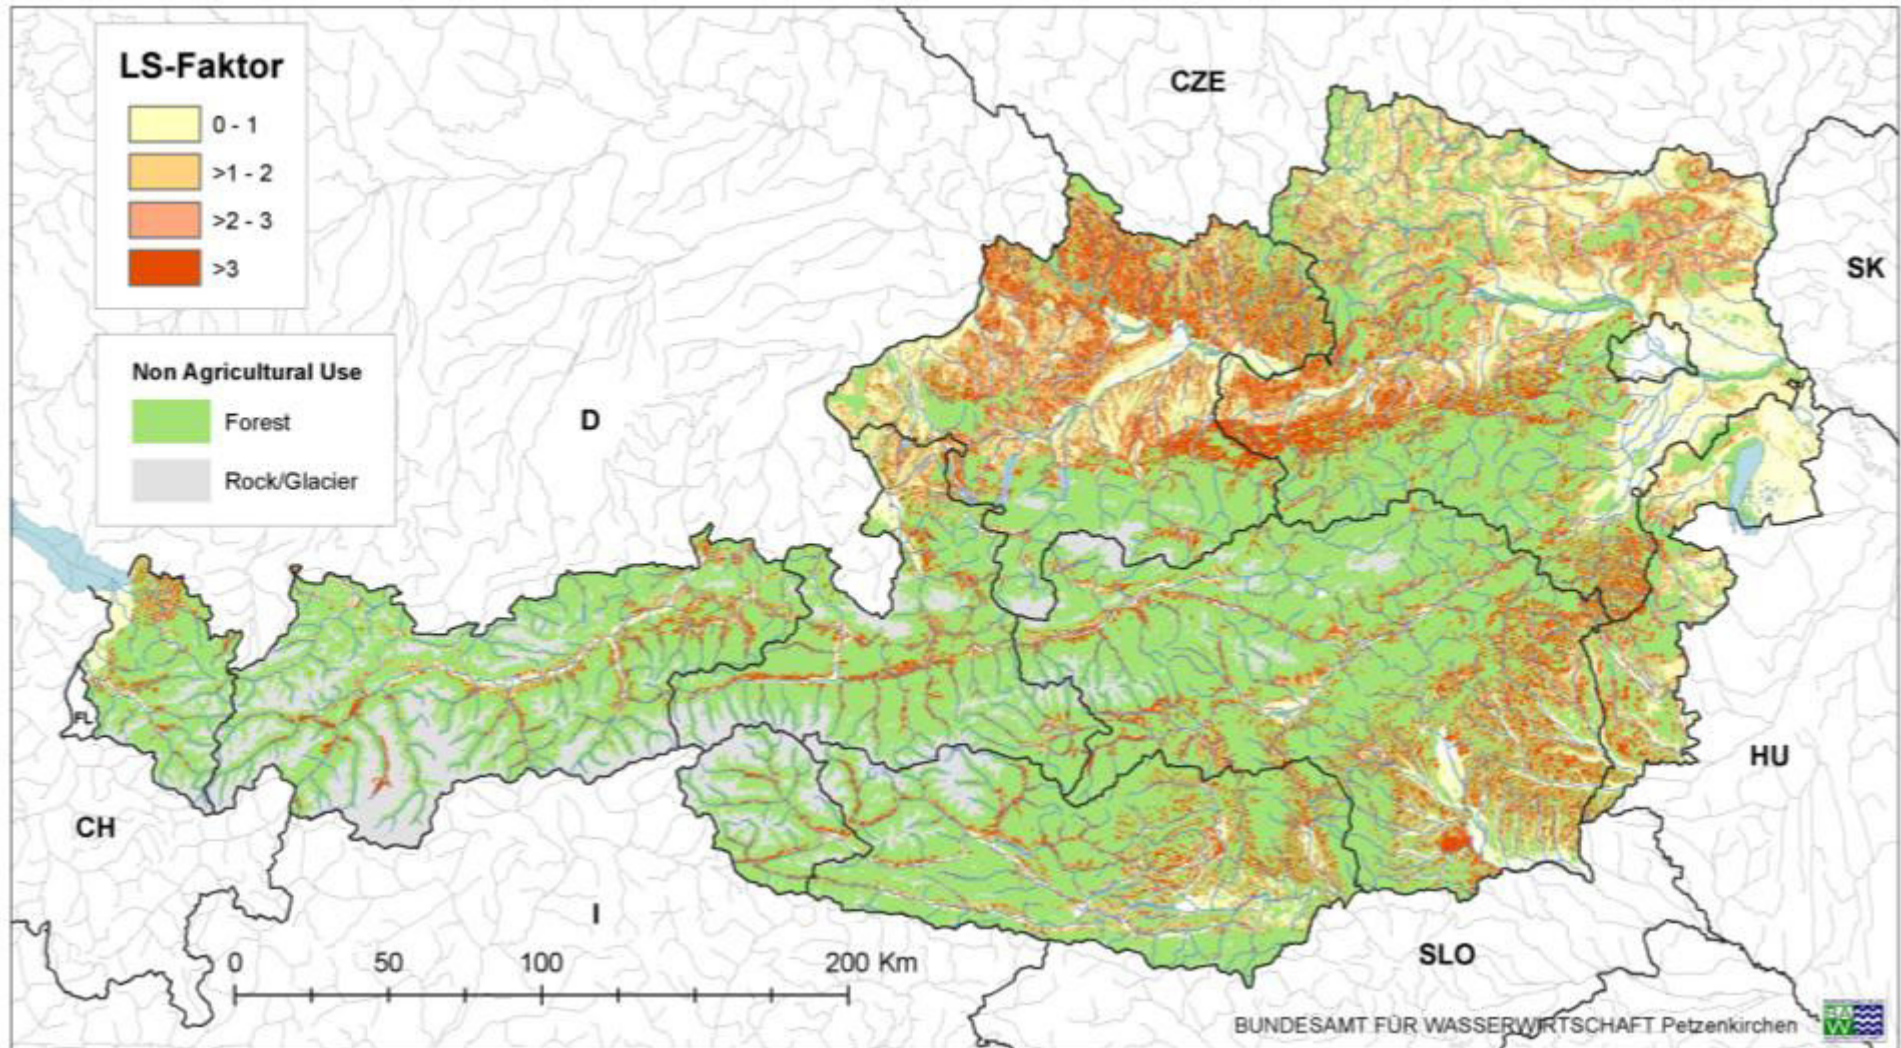 LS-Faktor
0 - 1
>1 - 2
>2 - 3
>3
Non Agricultural Use
Forest
Rock/Glacier
CZE
SK
D
FL
CH
HU
I
SLO
0 50 100 200 Km
BUNDESAMT FÜR WASSERWIRTSCHAFT Petzenkirchen
BAW